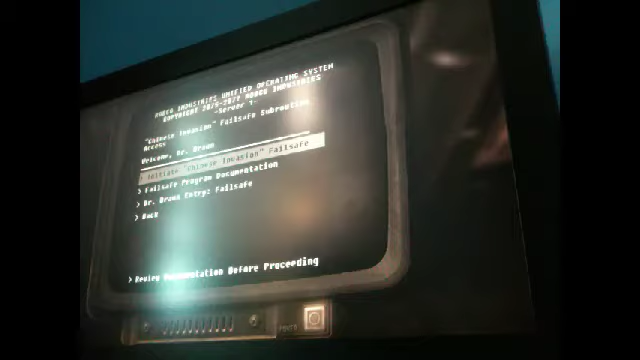 ROBCO INDUSTRIES UNIFIED OPERATING SYSTEM
COPYRIGHT 2075-2077 ROBCO INDUSTRIES
-Server 1-
"Chinese Invasion" Failsafe Subroutine
Access
Welcome, Dr. Braun
> Initiate "Chinese Invasion" Failsafe
> Failsafe Program Documentation
> Dr. Braun Entry: Failsafe
> Back
> Review Documentation Before Proceeding
POWER